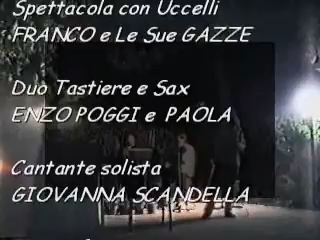 Spettacola con Uccelli
FRANCO e Le Sue GAZZE
Duo Tastiere e Sax
ENZO POGGI e PAOLA
Cantante solista
GIOVANNA SCANDELLA